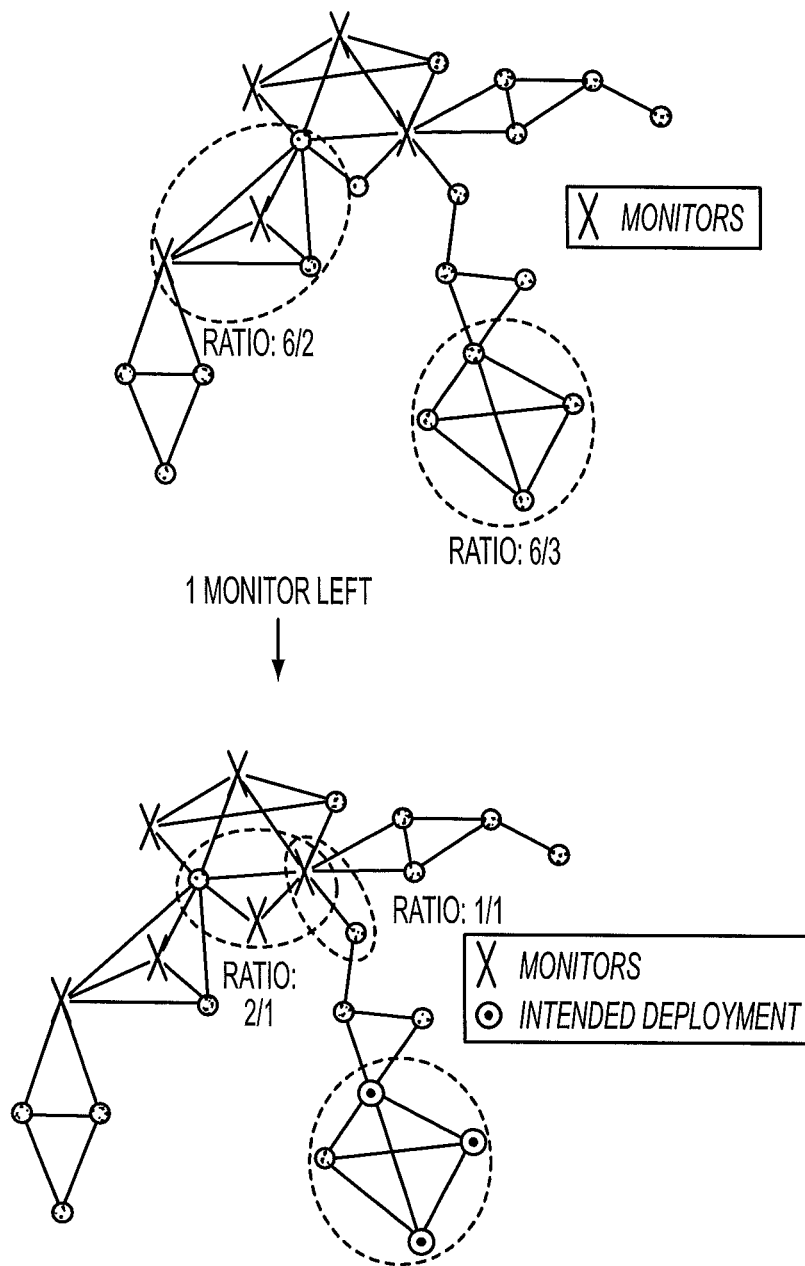 X MONITORS
RATIO: 6/2
RATIO: 6/3
1 MONITOR LEFT
RATIO: 1/1
RATIO:
2/1
X MONITORS
INTENDED DEPLOYMENT